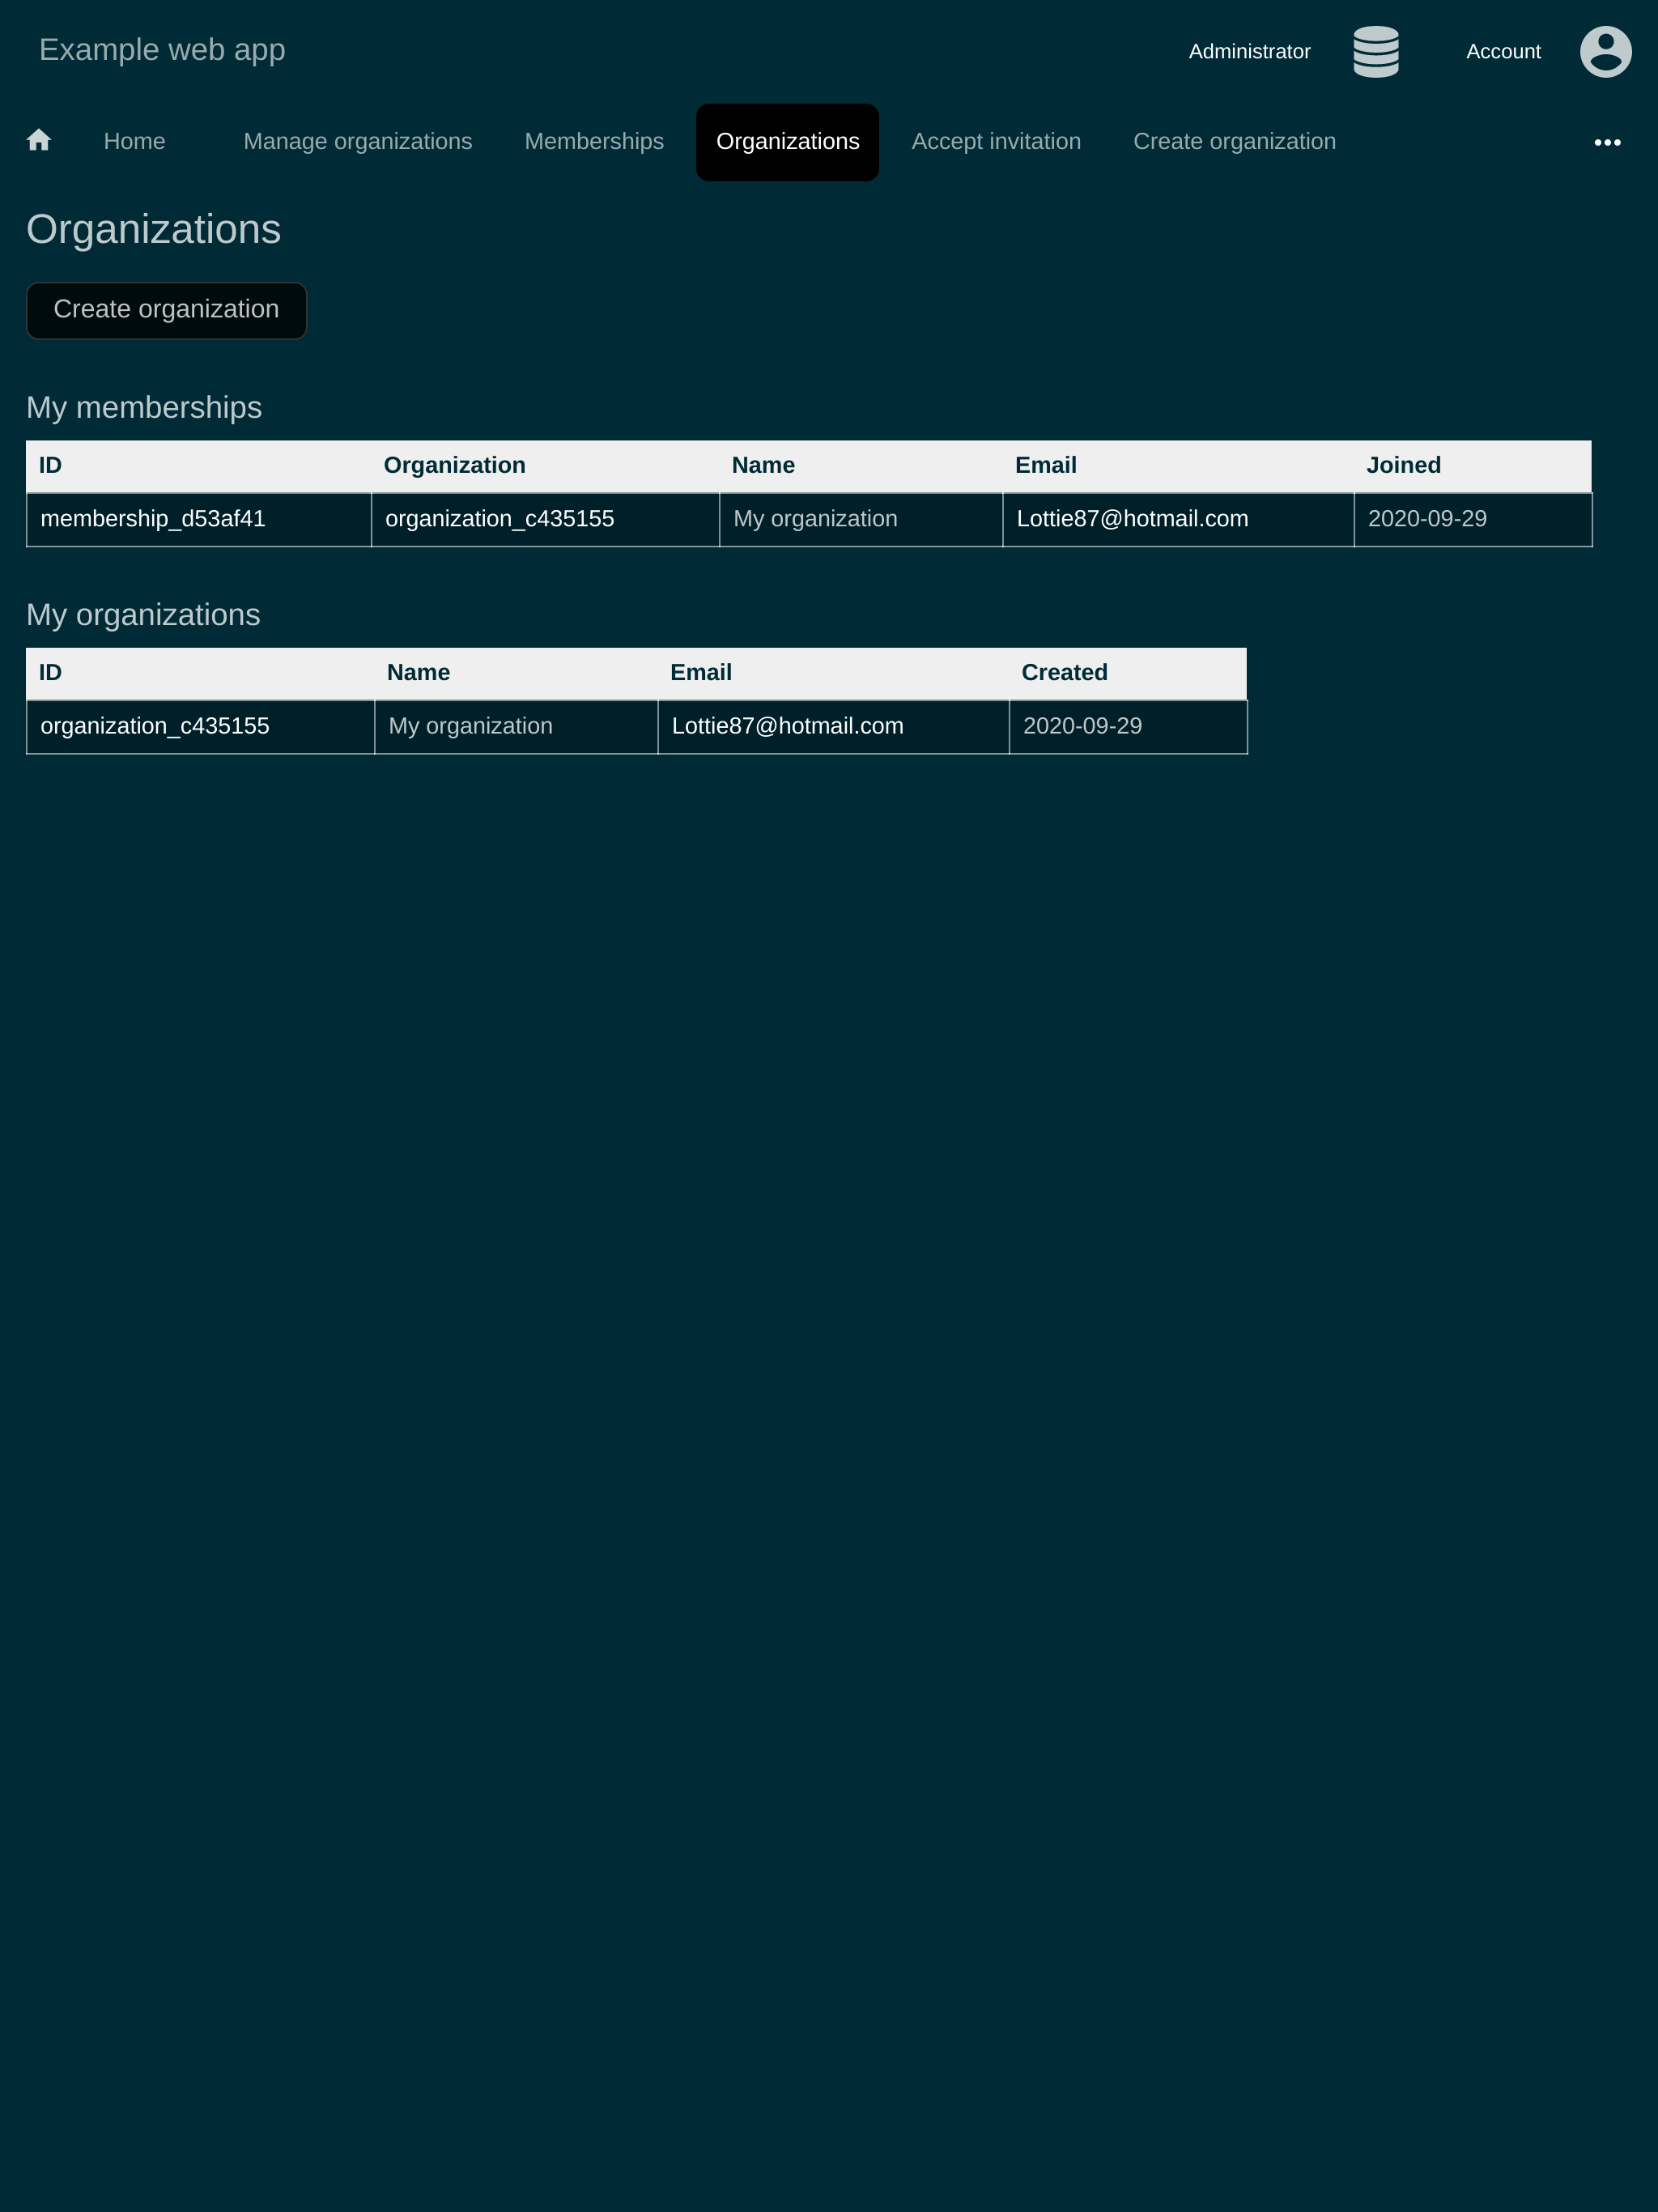 Example web app Administrator Account
Home Manage organizations Memberships Organizations Accept invitation Create organization
Organizations
Create organization
My memberships
ID Organization Name Email Joined
membership_d53af41 organization_c435155 My organization Lottie87@hotmail.com 2020-09-29
My organizations
ID Name Email Created
organization_c435155 My organization Lottie87@hotmail.com 2020-09-29